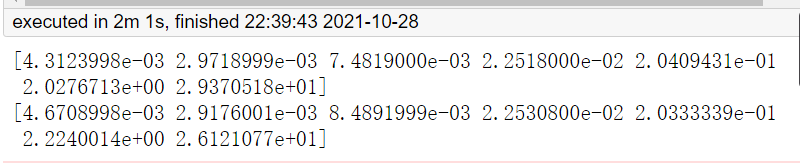 executed in 2m 1s, finished 22:39:43 2021-10-28
[4.3123998e-03 2.9718999e-03 7.4819000e-03 2.2518000e-02 2.0409431e-01
2.0276713e+00 2.9370518e+01]
[4.6708998e-03 2.9176001e-03 8.4891999e-03 2.2530800e-02 2.0333339e-01
2.2240014e+00 2.6121077e+01]